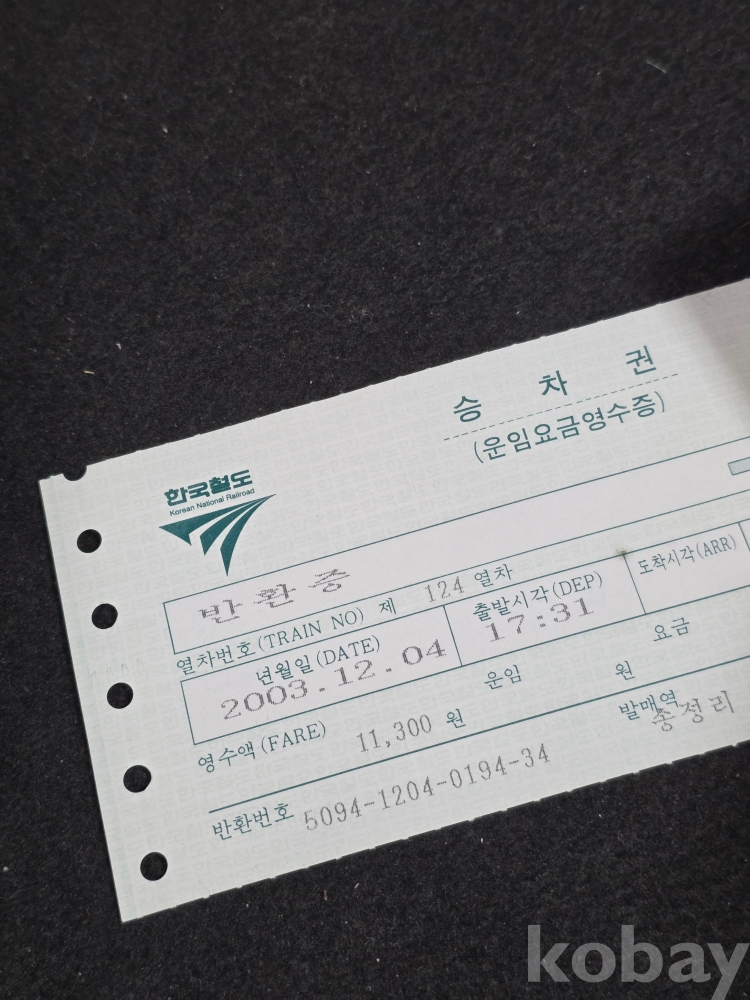 승 차 권
(운임요금영수증)
한국철도
Korean National Railroad
반 환 증
열차번호(TRAIN NO) 제 124 열차
년월일(DATE) 출발시각(DEP) 도착시각(ARR)
2003.12.04 17:31
운임 원 요금
영수액(FARE) 11,300 원 발매역 송정리
반환번호 5094-1204-0194-34
kobay